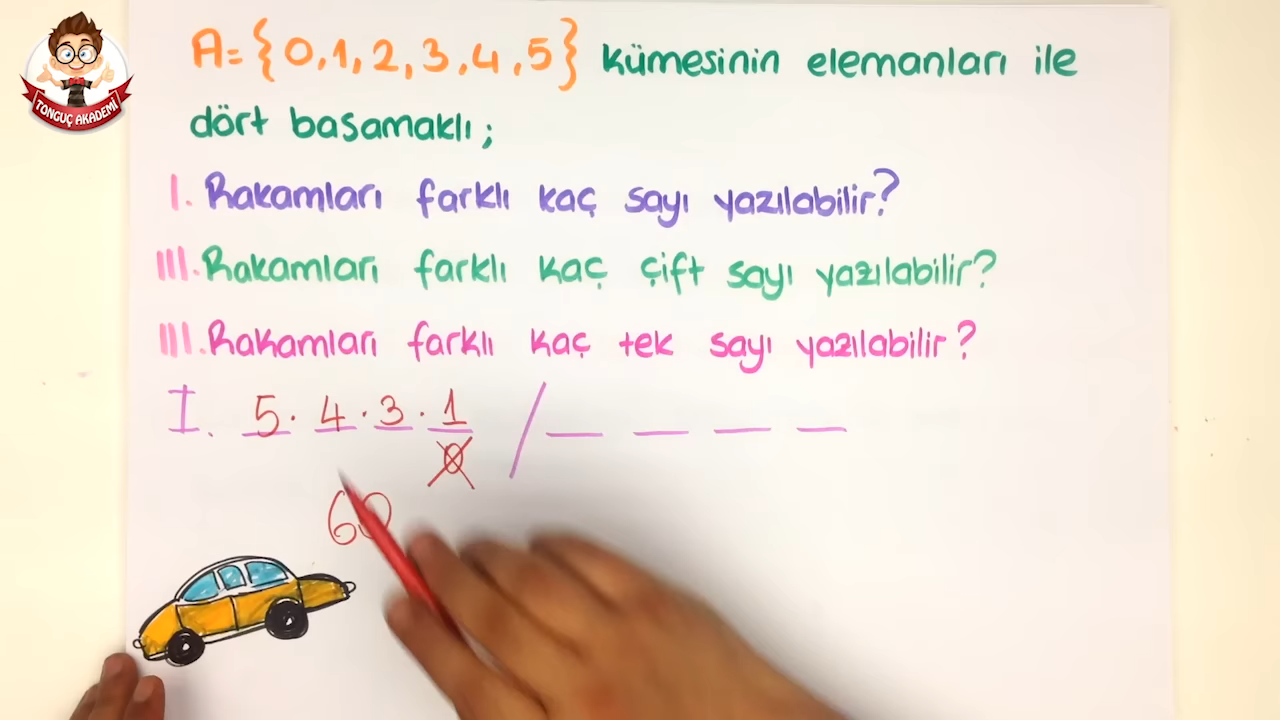 TONGUÇ AKADEMİ
A= {0,1,2,3,4,5} kümesinin elemanları ile
dört basamaklı;
I. Rakamları farklı kaç sayı yazılabilir?
III. Rakamları farklı kaç çift sayı yazılabilir?
III. Rakamları farklı kaç tek sayı yazılabilir?
I. 5 · 4 · 3 · 1 / _ _ _ _
0
60